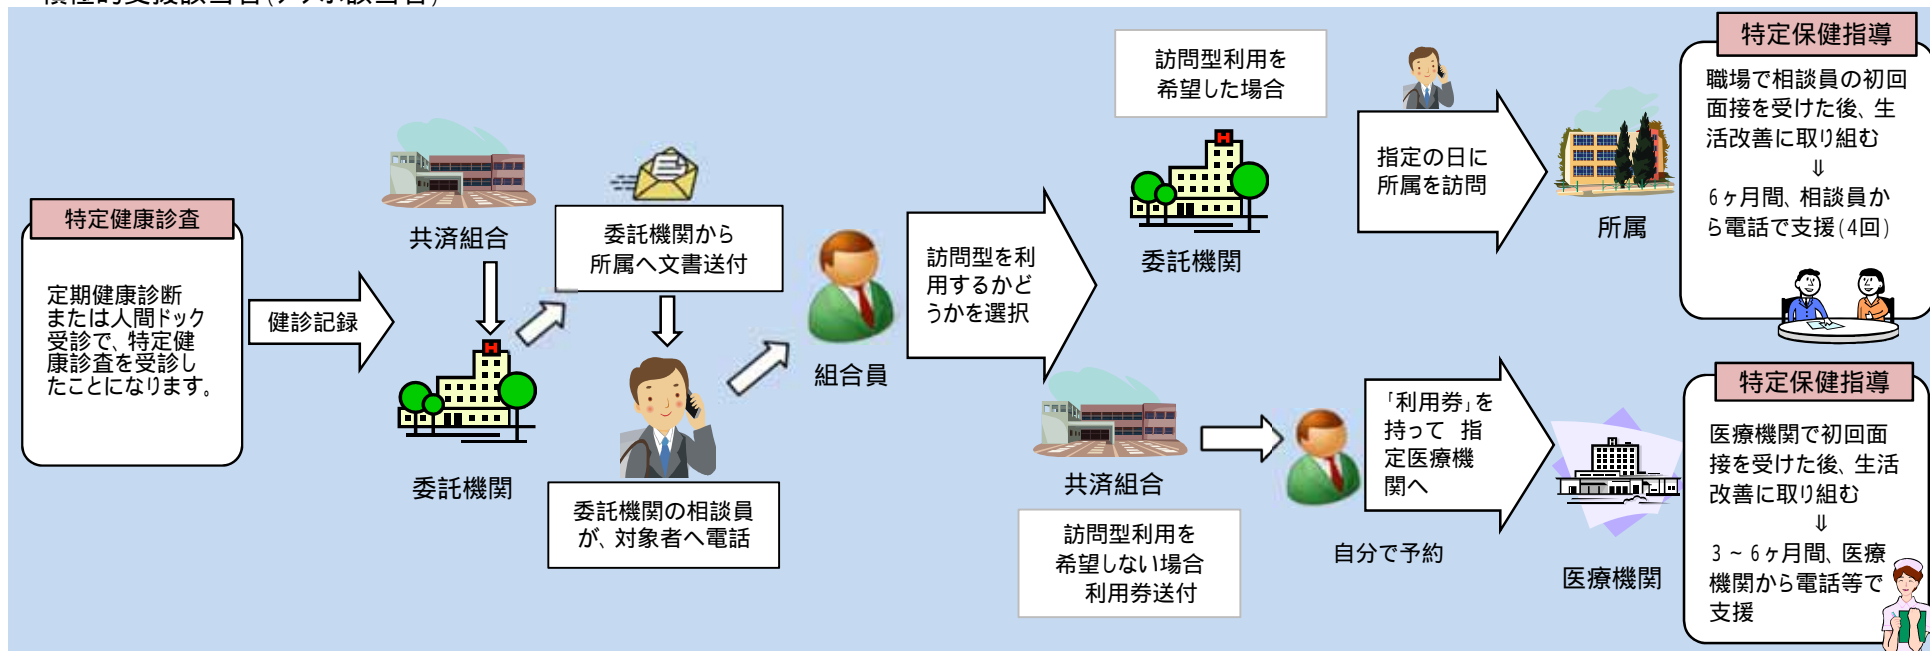 特定健康診査
定期健康診断
または人間ドック
受診で、特定健
康診査を受診し
たことになります。
健診記録
共済組合
委託機関
委託機関から
所属へ文書送付
委託機関の相談員
が、対象者へ電話
組合員
訪問型を利
用するかど
うかを選択
訪問型利用を
希望した場合
H
委託機関
指定の日に
所属を訪問
所属
特定保健指導
職場で相談員の初回
面接を受けた後、生
活改善に取り組む
⇓
6ヶ月間、相談員か
ら電話で支援(4回)
共済組合
訪問型利用を
希望しない場合
利用券送付
自分で予約
「利用券」を
持って 指
定医療機
関へ
医療機関
特定保健指導
医療機関で初回面
接を受けた後、生活
改善に取り組む
⇓
3~6ヶ月間、医療
機関から電話等で
支援